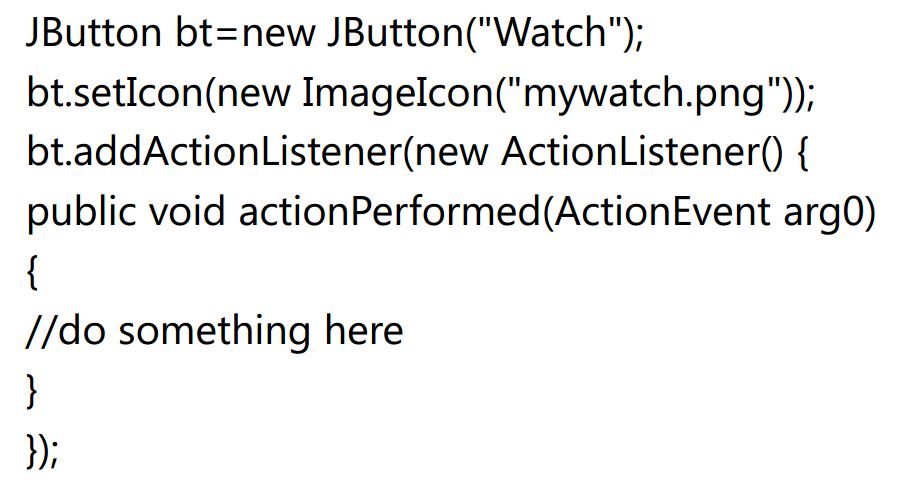 JButton bt=new JButton("Watch");
bt.setIcon(new ImageIcon("mywatch.png"));
bt.addActionListener(new ActionListener() {
public void actionPerformed(ActionEvent arg0)
{
//do something here
}
});